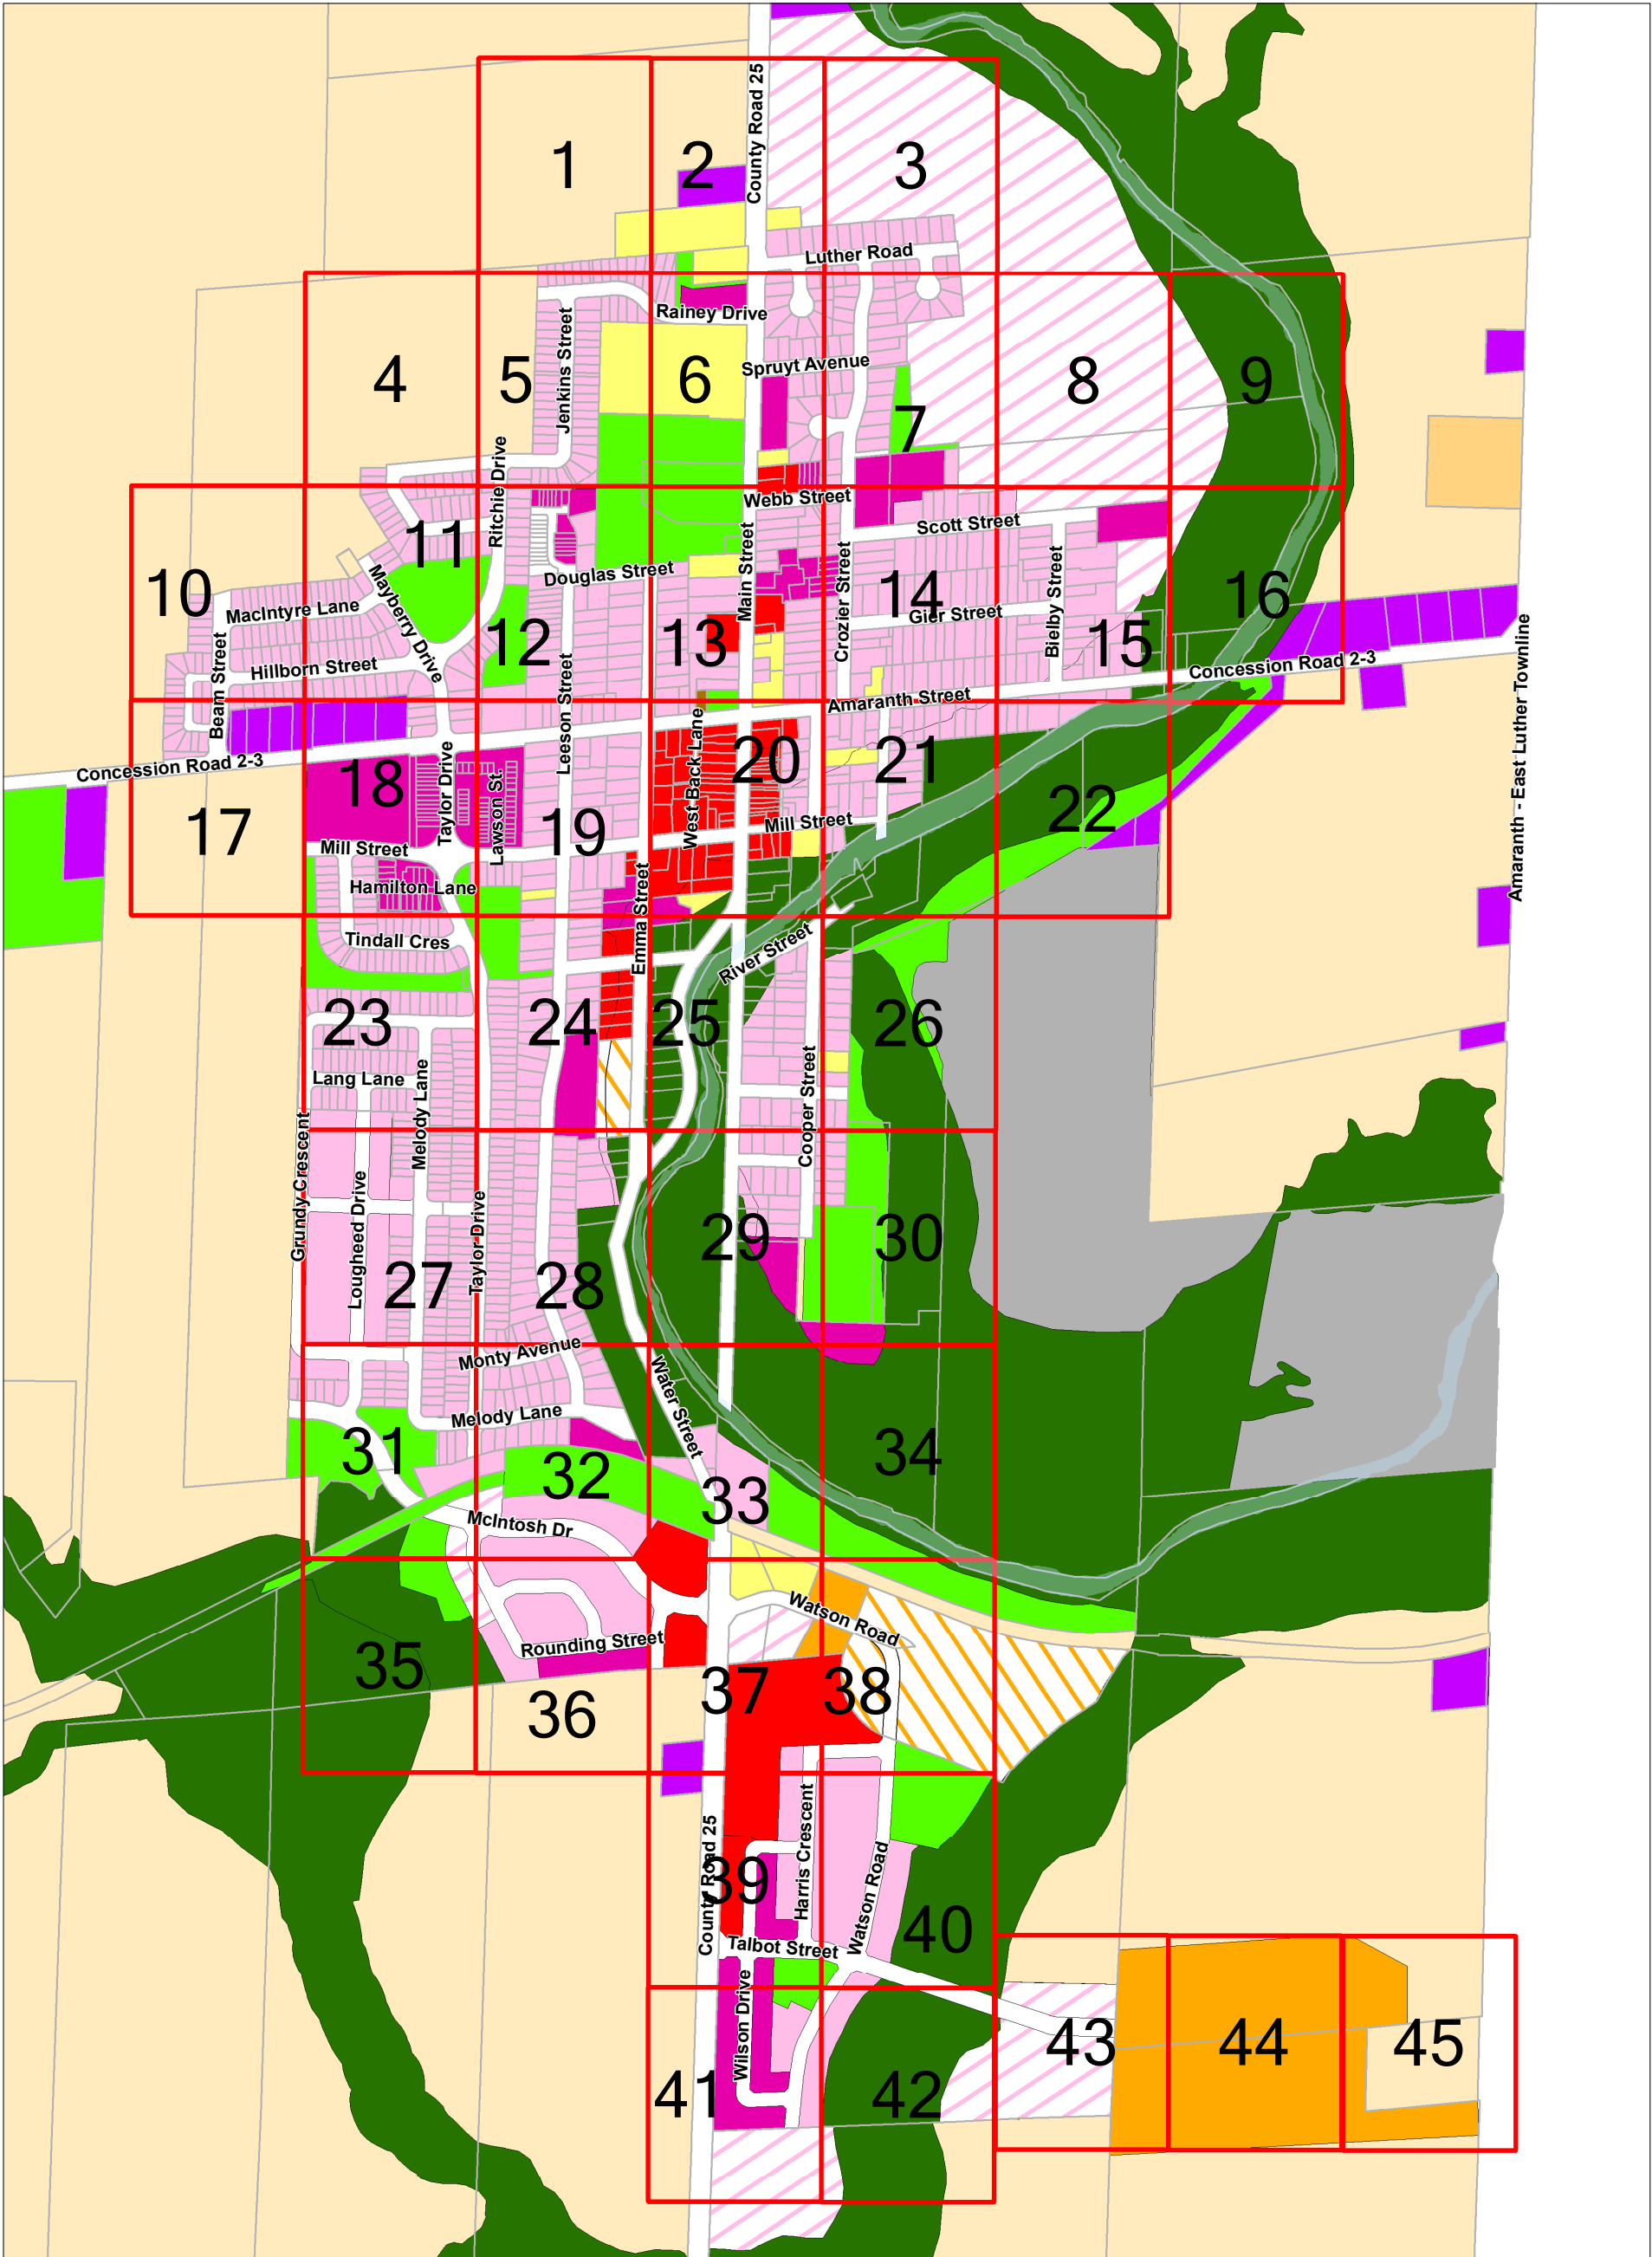 County Road 25
1
2
3
Luther Road
Rainey Drive
Jenkins Street
Spruyt Avenue
4
5
6
7
8
9
Ritchie Drive
Webb Street
Scott Street
Main Street
11
10
Douglas Street
Mayberry Drive
MacIntyre Lane
Crozier Street
14
Gier Street
Bielby Street
16
12
13
15
Beam Street
Hillborn Street
Leeson Street
Concession Road 2-3
Amaranth - East Luther Townline
Amaranth Street
West Back Lane
Concession Road 2-3
18
Taylor Drive
Lawson St.
20
21
17
19
Mill Street
22
Mill Street
Hamilton Lane
Emma Street
Tindall Cres
River Street
23
24
25
26
Lang Lane
Melody Lane
Cooper Street
Grundy Crescent
Lougheed Drive
Taylor Drive
29
30
27
28
Monty Avenue
Water Street
Melody Lane
31
32
34
33
McIntosh Dr
Watson Road
Rounding Street
35
36
37
38
County Road 25
Harris Crescent
39
Watson Road
40
Talbot Street
Wilson Drive
43
44
45
41
42